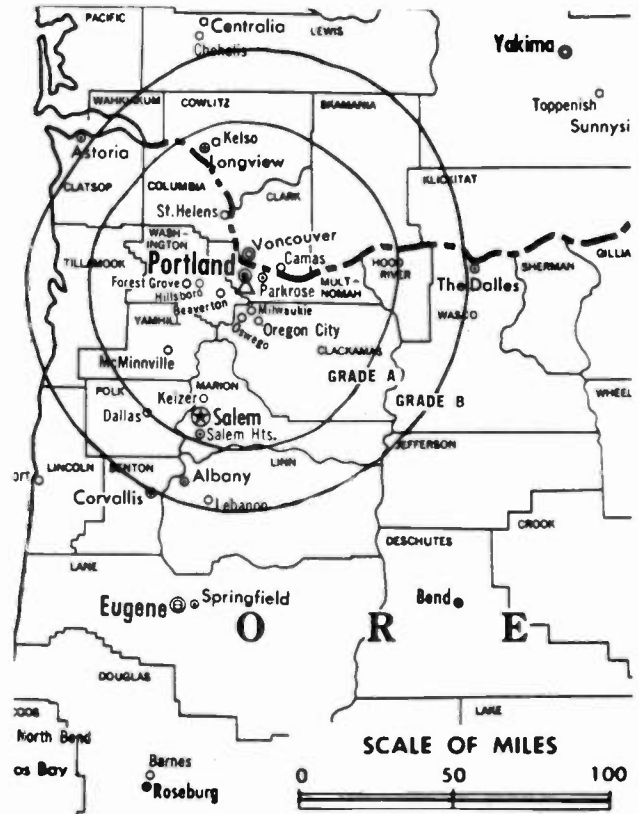 PACIFIC
Centralia
Chehalis
LEWIS
Yakima
Toppenish
Sunnysi
WAHKIAKUM
COWLITZ
SKAMANIA
Astoria
Kelso
Longview
CLATSOP
COLUMBIA
KLICKITAT
St. Helens
CLARK
WASH-
INGTON
Vancouver
Camas
TILLAMOOK
Portland
Parkrose
MULT-
NOMAH
HOOD
RIVER
The Dalles
SHERMAN
GILLIA
Forest Grove
Hillsboro
Beaverton
Milwaukie
WASCO
YAMHILL
Oswego
Oregon City
McMinnville
CLACKAMAS
GRADE A
GRADE B
WHEEL
POLK
MARION
Keizer
Dallas
Salem
Salem Hts.
JEFFERSON
LINCOLN
BENTON
LINN
ort
Albany
Corvallis
Lebanon
CROOK
DESCHUTES
LANE
Eugene
Springfield
Bend
O R E
DOUGLAS
LAKE
COOS
North Bend
os Bay
Barnes
Roseburg
SCALE OF MILES
0 50 100